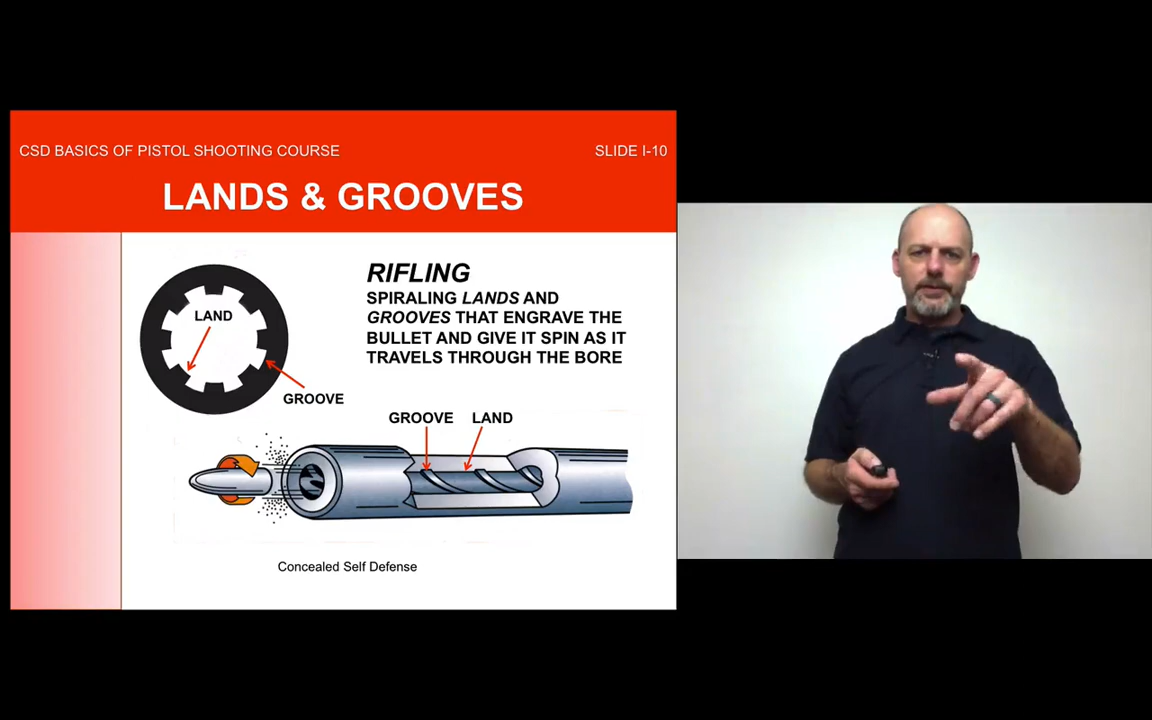 CSD BASICS OF PISTOL SHOOTING COURSE
SLIDE I-10
LANDS & GROOVES
RIFLING
SPIRALING LANDS AND
GROOVES THAT ENGRAVE THE
BULLET AND GIVE IT SPIN AS IT
TRAVELS THROUGH THE BORE
LAND
GROOVE
GROOVE
LAND
Concealed Self Defense